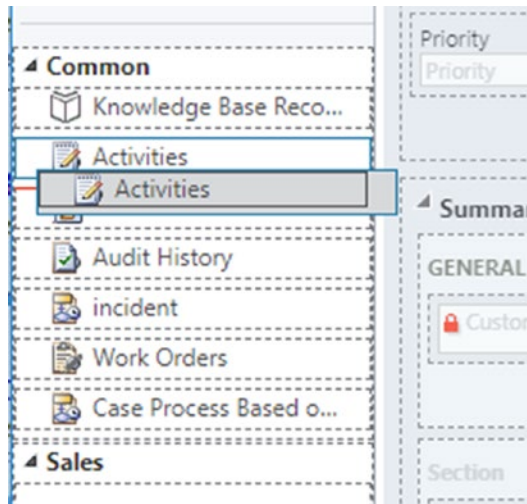 Common
Knowledge Base Reco...
Activities
Activities
Audit History
incident
Work Orders
Case Process Based o...
Sales
Priority
Priority
Summar
GENERAL
Custor
Section